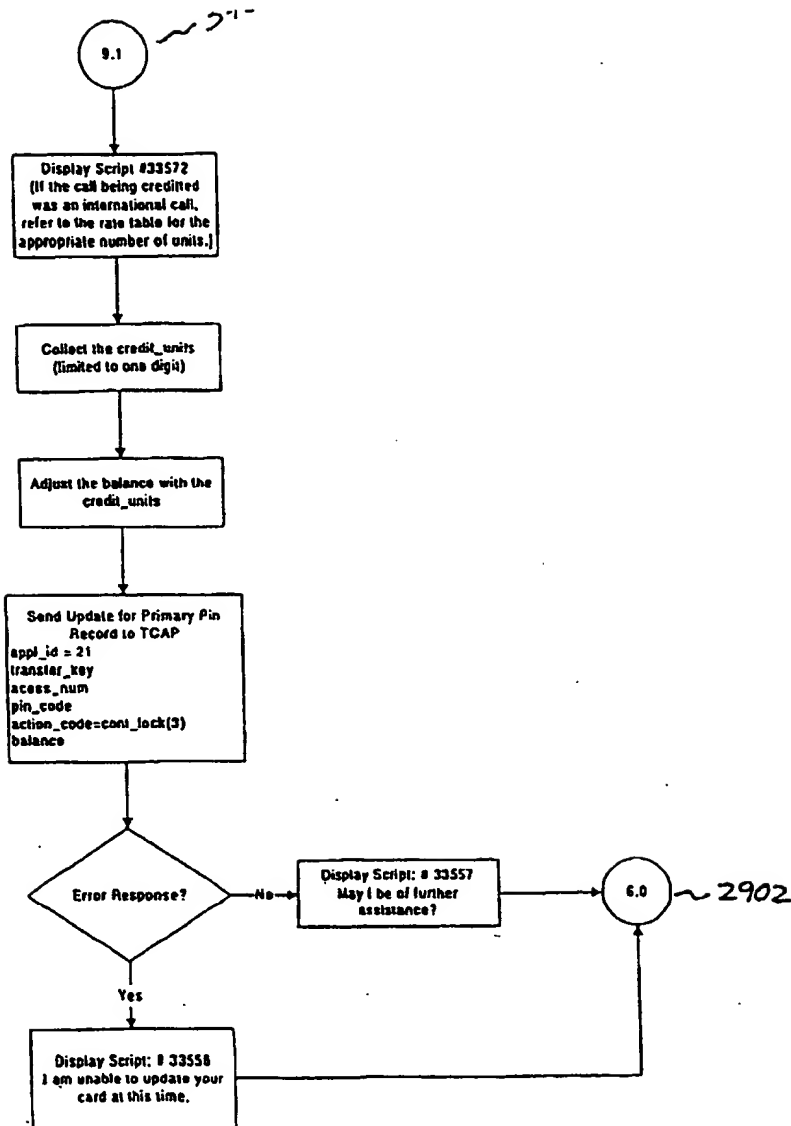 9.1
Display Script #33572
(If the call being creditted
was an international call,
refer to the rate table for the
appropriate number of units.]
Collect the credit_units
(limited to one digit)
Adjust the balance with the
credit_units
Send Update for Primary Pin
Record to TCAP
appl_id = 21
transfer_key
acess_num
pin_code
action_code=cont_lock(3)
balance
Error Response?
No
Display Script: # 33557
May I be of further
assistance?
6.0
2902
Yes
Display Script: # 33558
I am unable to update your
card at this time.